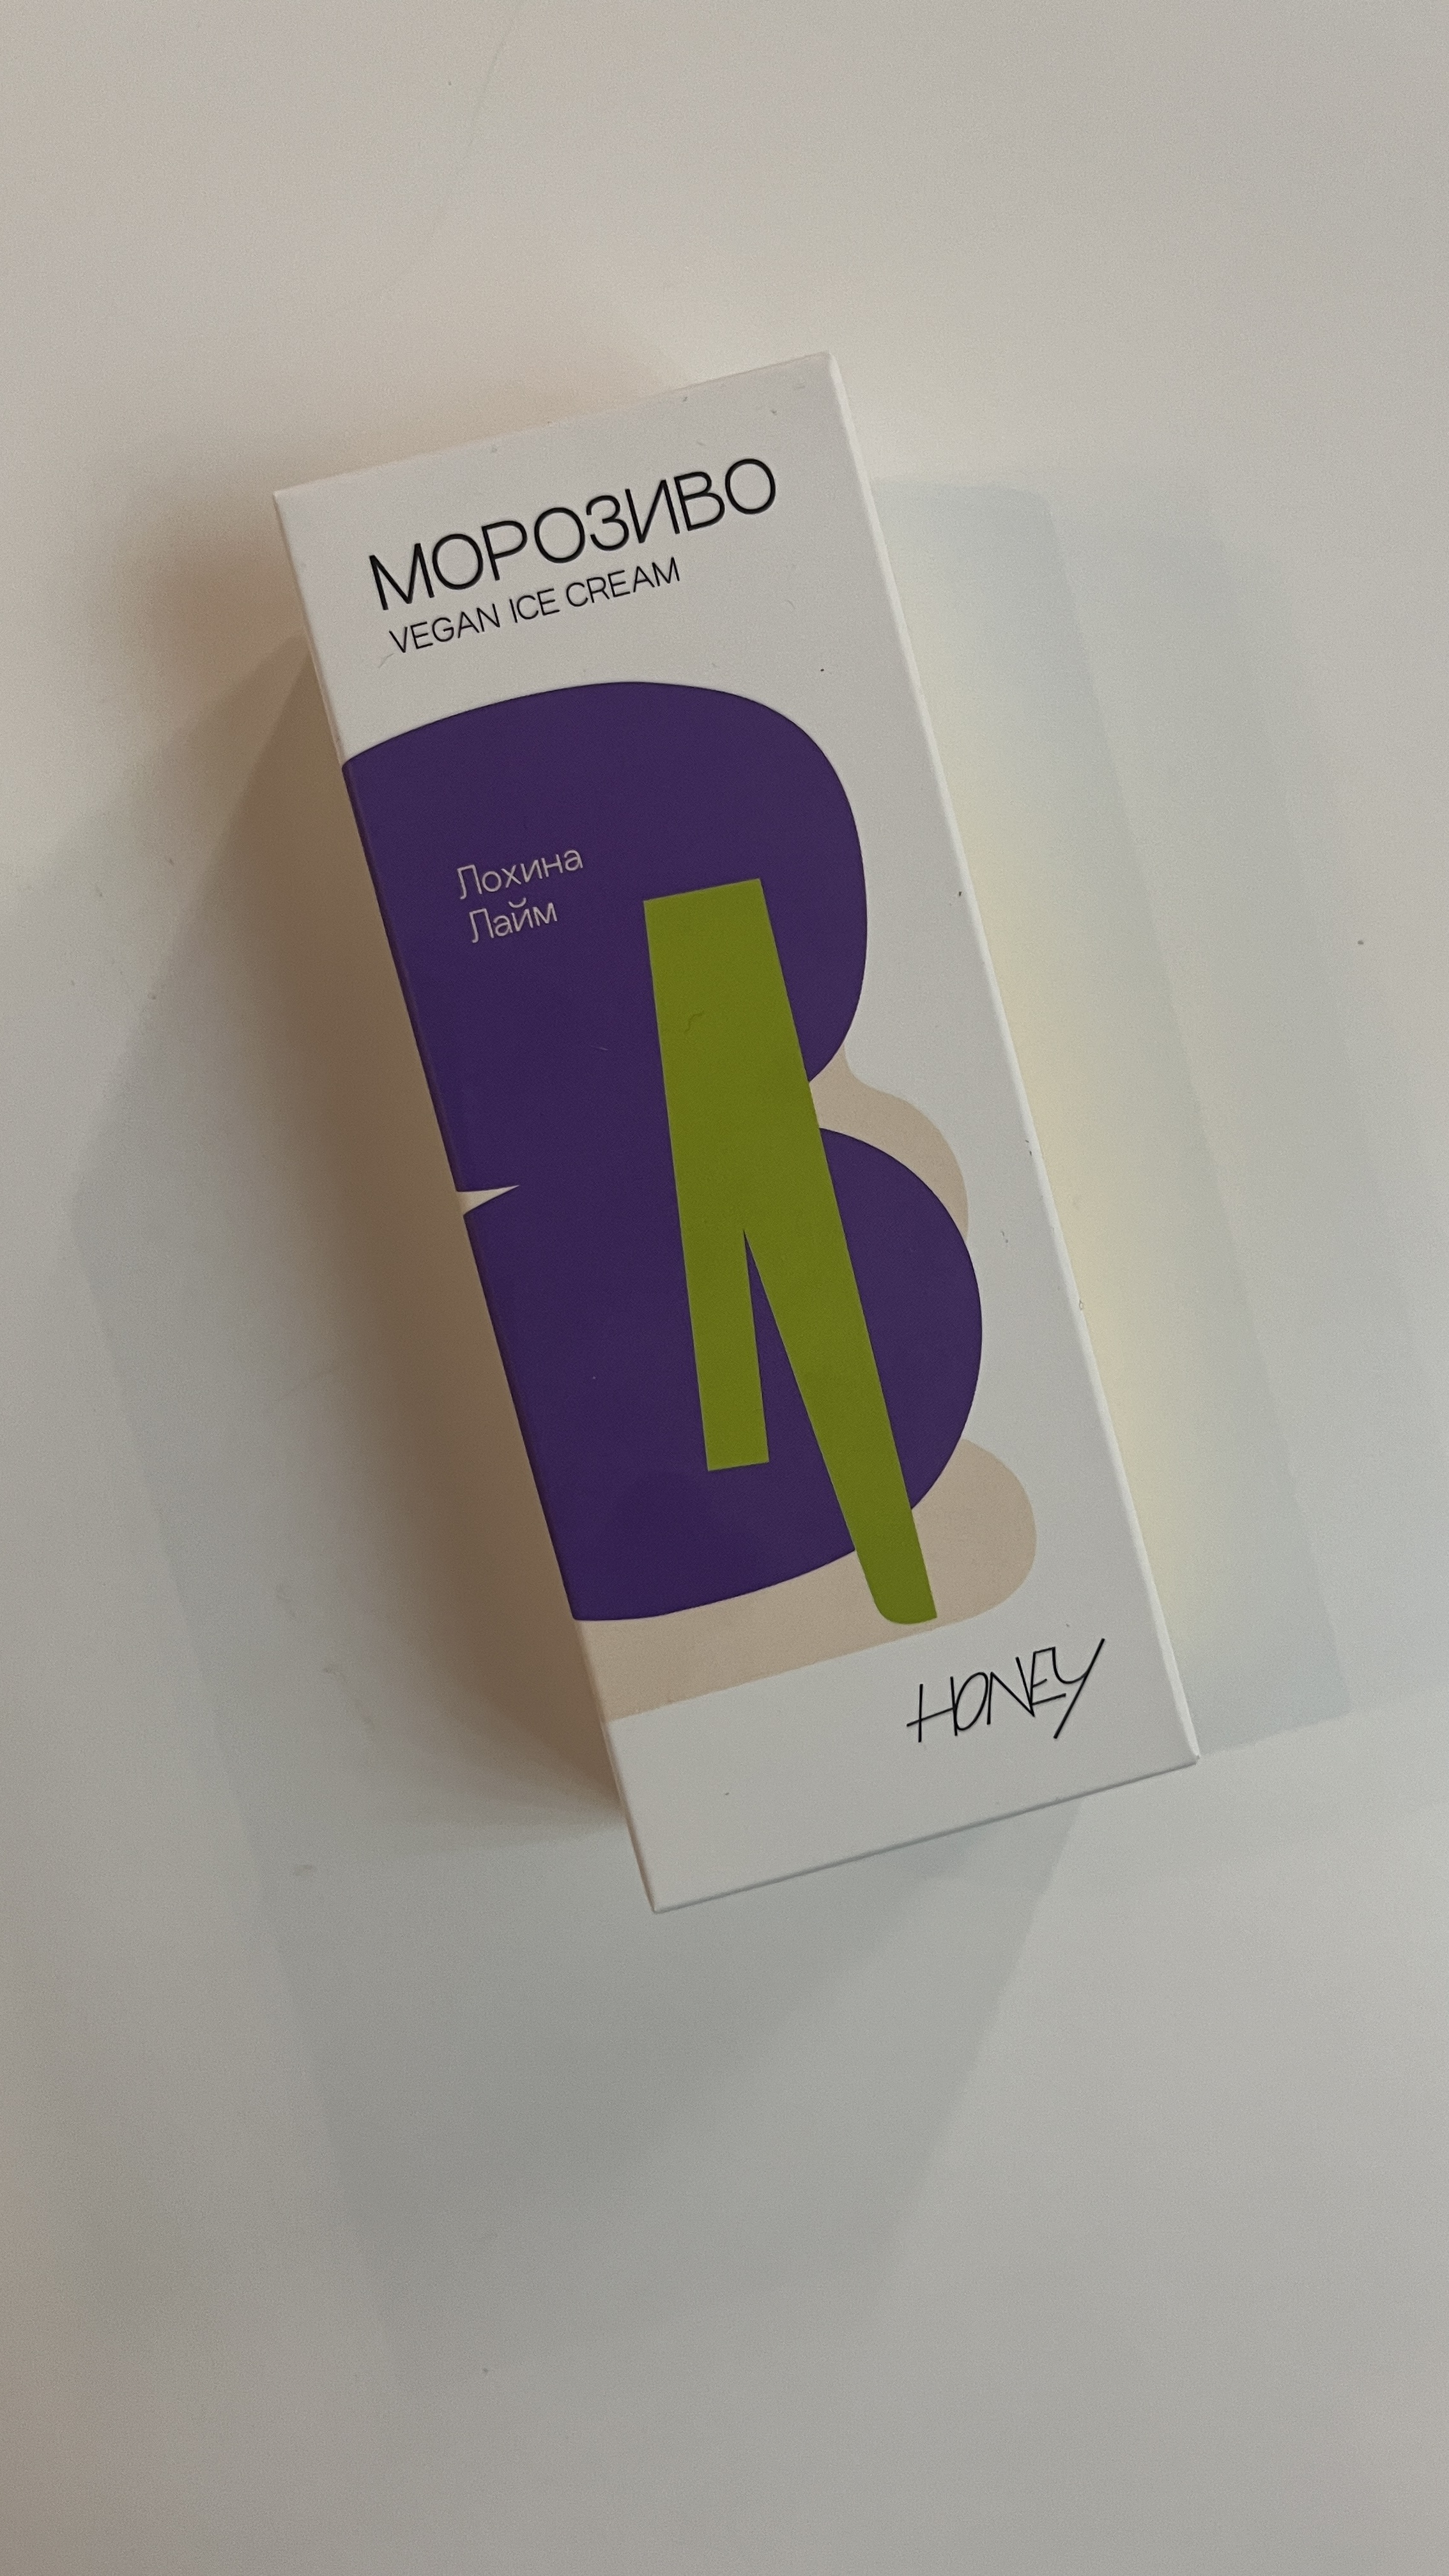 МОРОЗИВО
VEGAN ICE CREAM
Лохина
Лайм
HONEY